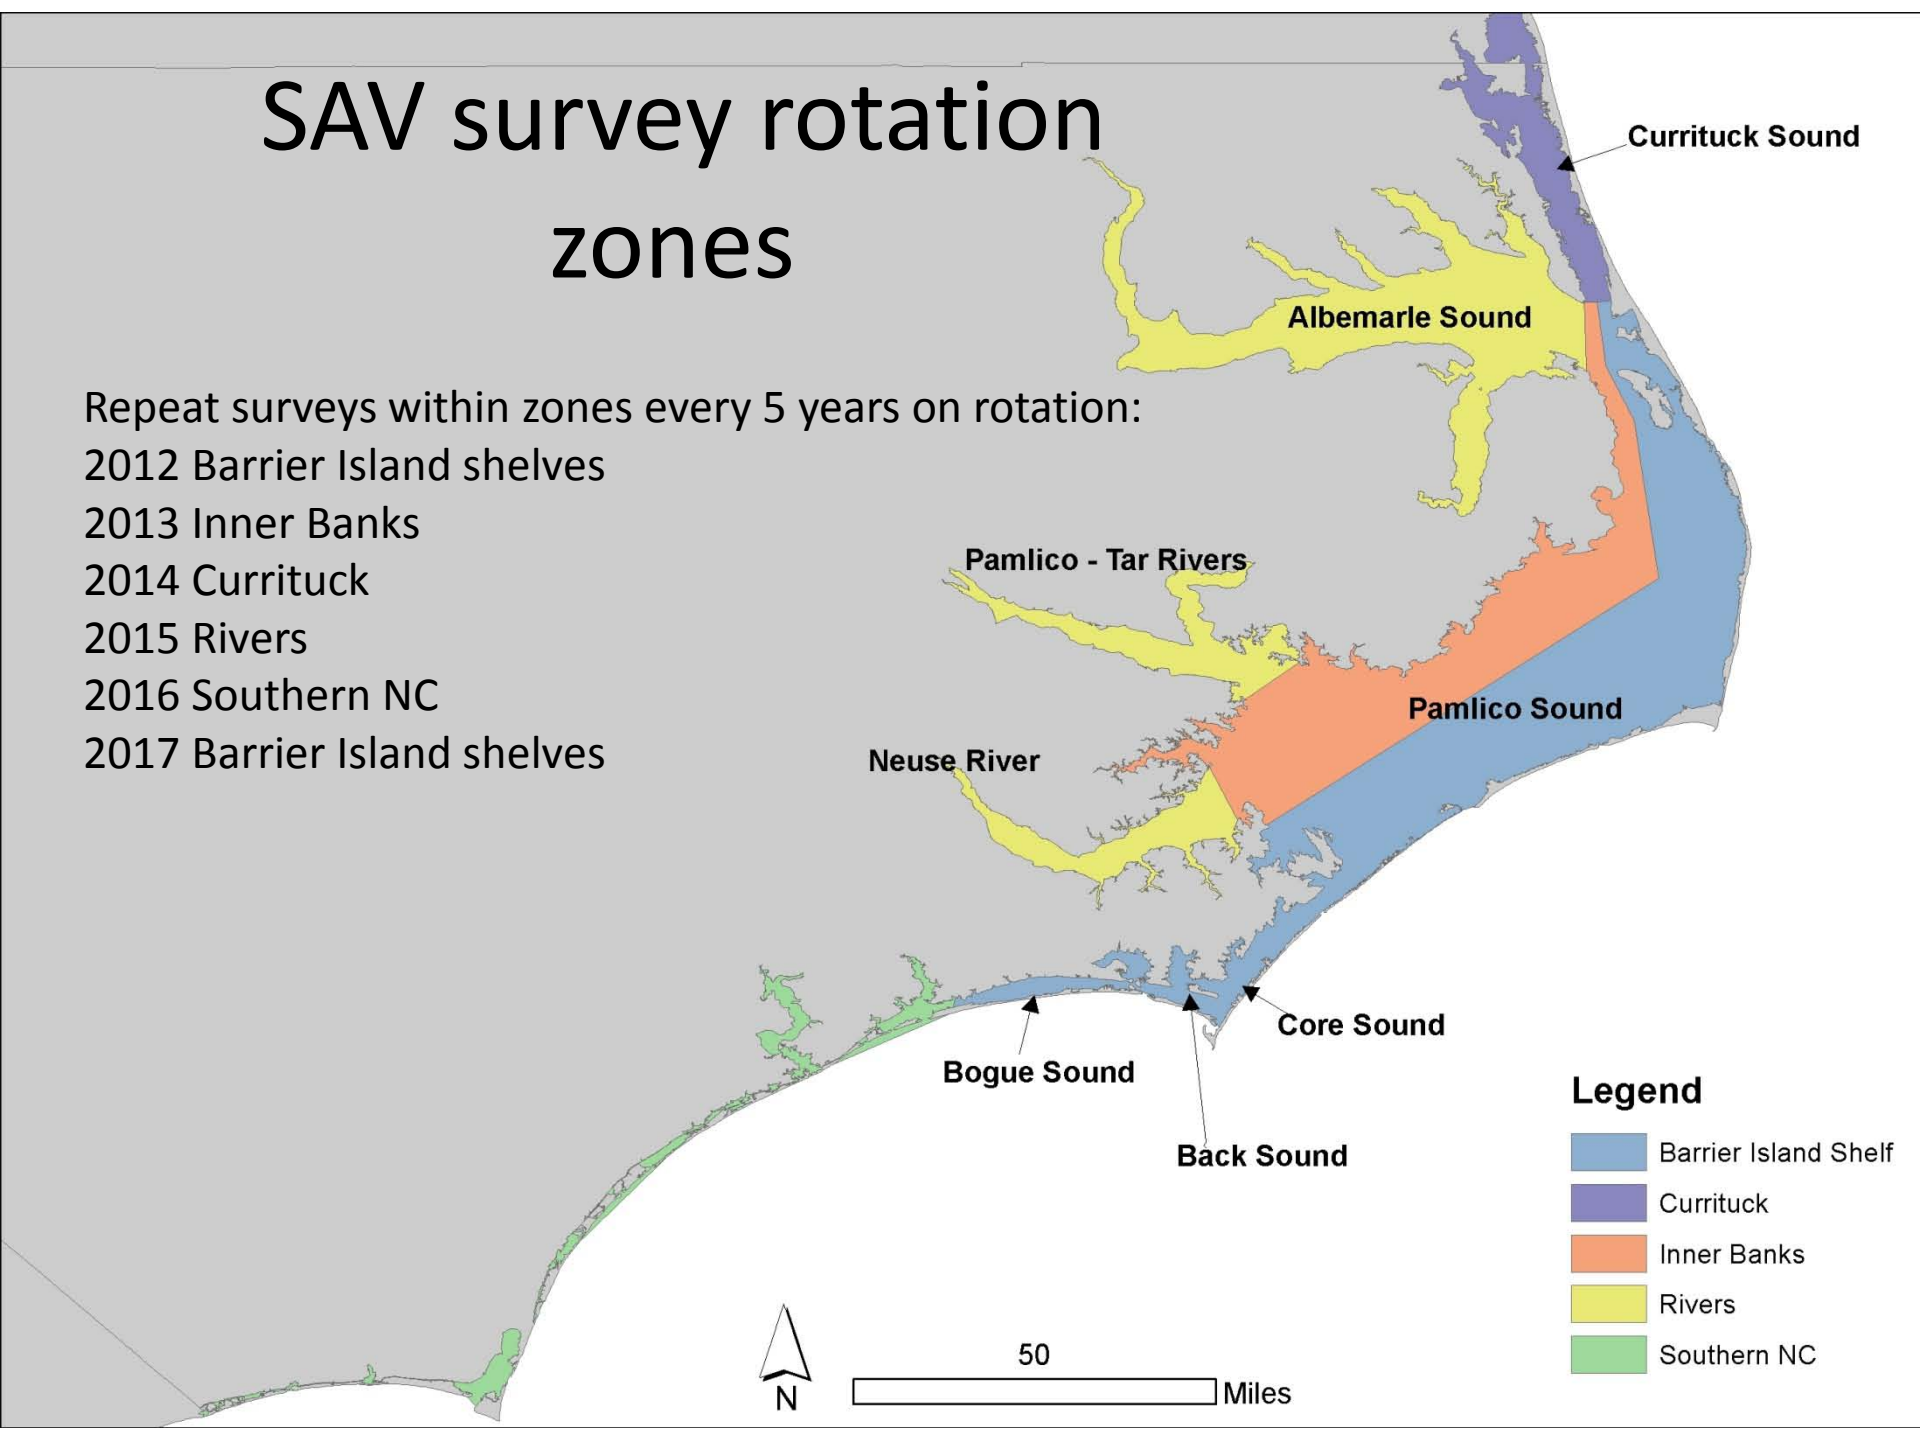 SAV survey rotation
zones
Repeat surveys within zones every 5 years on rotation:
2012 Barrier Island shelves
2013 Inner Banks
2014 Currituck
2015 Rivers
2016 Southern NC
2017 Barrier Island shelves
Currituck Sound
Albemarle Sound
Pamlico - Tar Rivers
Pamlico Sound
Neuse River
Core Sound
Bogue Sound
Back Sound
Legend
Barrier Island Shelf
Currituck
Inner Banks
Rivers
Southern NC
N
50
Miles